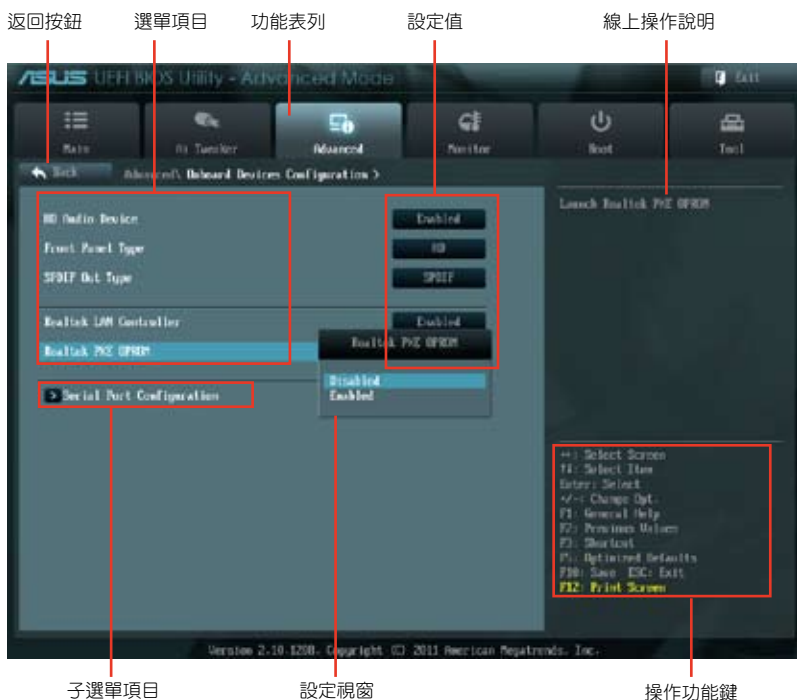 返回按鈕 選單項目 功能表列 設定值 線上操作說明
ASUS UEFI BIOS Utility - Advanced Mode Exit
Main Ai Tweaker Advanced Monitor Boot Tool
Back Advanced\ Onboard Devices Configuration >
HD Audio Device Enabled
Launch Realtek PXE OPROM
Front Panel Type HD
SPDIF Out Type SPDIF
Realtek LAN Controller Enabled
Realtek PXE OPROM
Realtek PXE OPROM
Disabled
Enabled
> Serial Port Configuration
→←: Select Screen
↑↓: Select Item
Enter: Select
+/-: Change Opt.
F1: General Help
F2: Previous Values
F3: Shortcut
F5: Optimized Defaults
F10: Save ESC: Exit
F12: Print Screen
Version 2.10.1208. Copyright (C) 2011 American Megatrends, Inc.
子選單項目 設定視窗 操作功能鍵